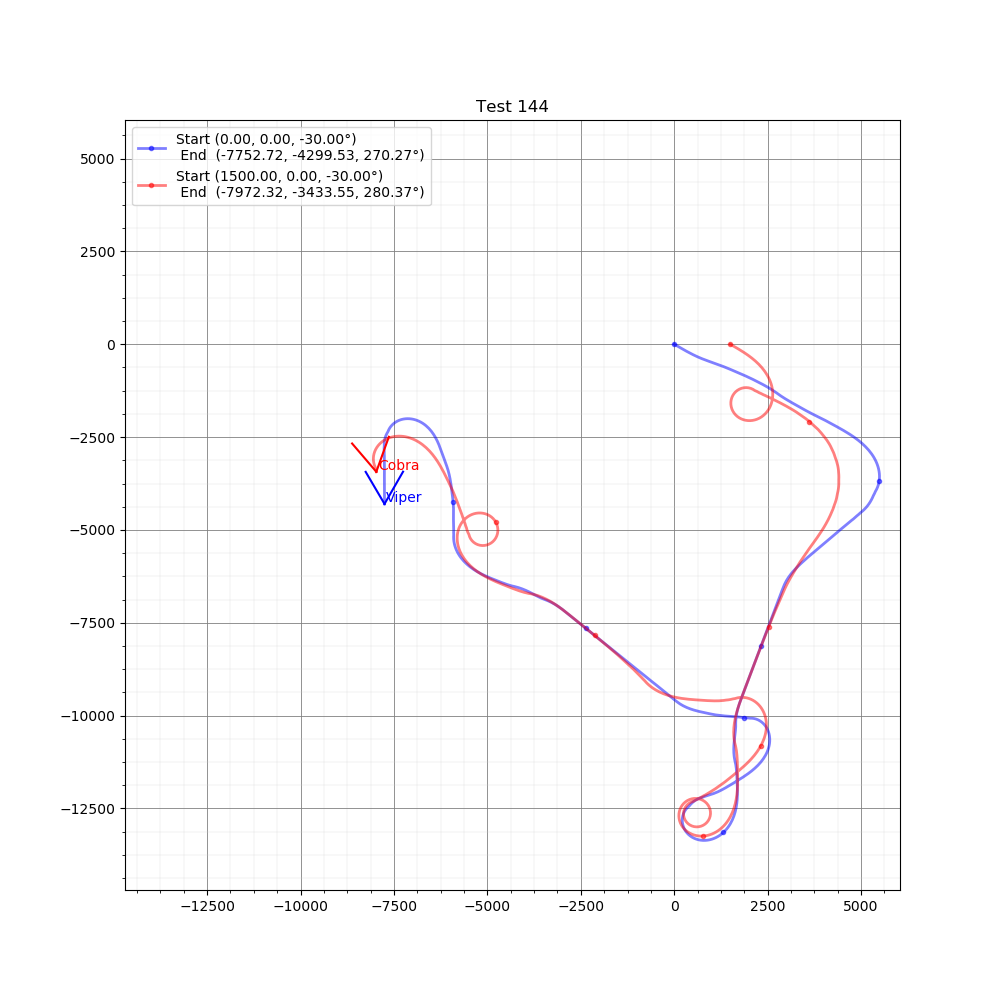 Test 144
Start (0.00, 0.00, -30.00°)
End (-7752.72, -4299.53, 270.27°)
Start (1500.00, 0.00, -30.00°)
End (-7972.32, -3433.55, 280.37°)
5000
2500
0
−2500
−5000
−7500
−10000
−12500
Cobra
Viper
−12500 −10000 −7500 −5000 −2500 0 2500 5000